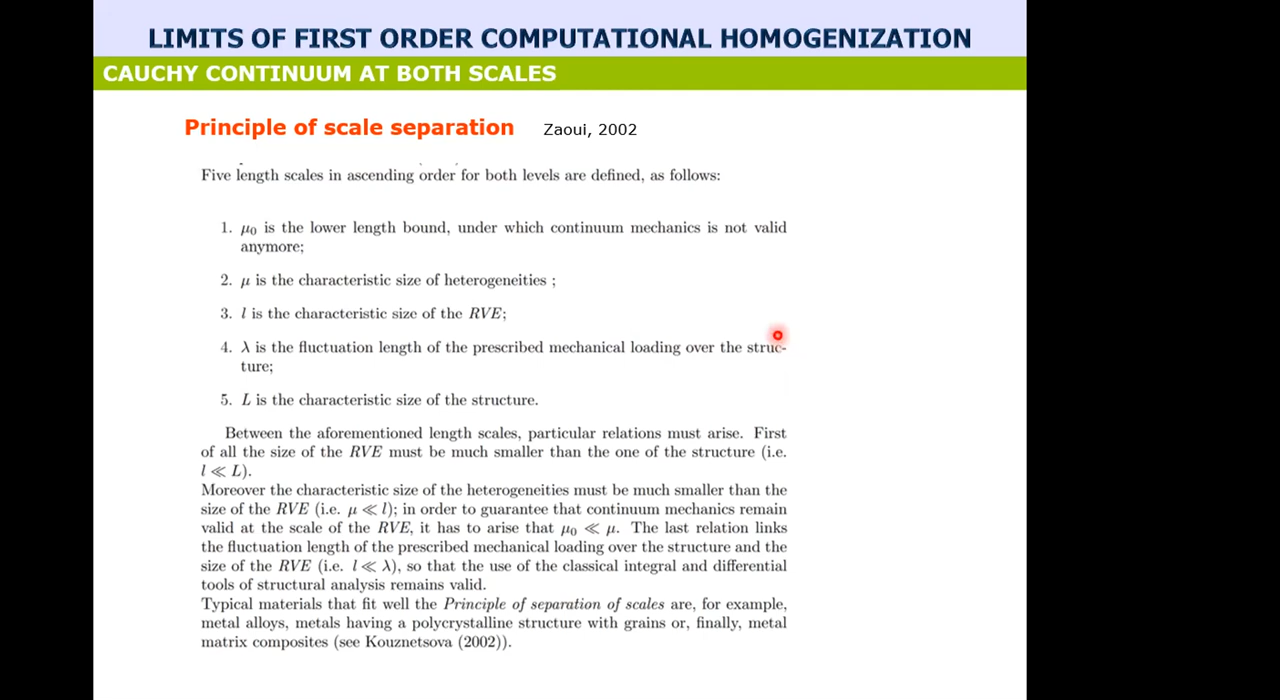 LIMITS OF FIRST ORDER COMPUTATIONAL HOMOGENIZATION
CAUCHY CONTINUUM AT BOTH SCALES
Principle of scale separation Zaoui, 2002
Five length scales in ascending order for both levels are defined, as follows:
1. μ₀ is the lower length bound, under which continuum mechanics is not valid
anymore;
2. μ is the characteristic size of heterogeneities ;
3. l is the characteristic size of the RVE;
4. λ is the fluctuation length of the prescribed mechanical loading over the struc-
ture;
5. L is the characteristic size of the structure.
Between the aforementioned length scales, particular relations must arise. First
of all the size of the RVE must be much smaller than the one of the structure (i.e.
l ≪ L).
Moreover the characteristic size of the heterogeneities must be much smaller than the
size of the RVE (i.e. μ ≪ l); in order to guarantee that continuum mechanics remain
valid at the scale of the RVE, it has to arise that μ₀ ≪ μ. The last relation links
the fluctuation length of the prescribed mechanical loading over the structure and the
size of the RVE (i.e. l ≪ λ), so that the use of the classical integral and differential
tools of structural analysis remains valid.
Typical materials that fit well the Principle of separation of scales are, for example,
metal alloys, metals having a polycrystalline structure with grains or, finally, metal
matrix composites (see Kouznetsova (2002)).